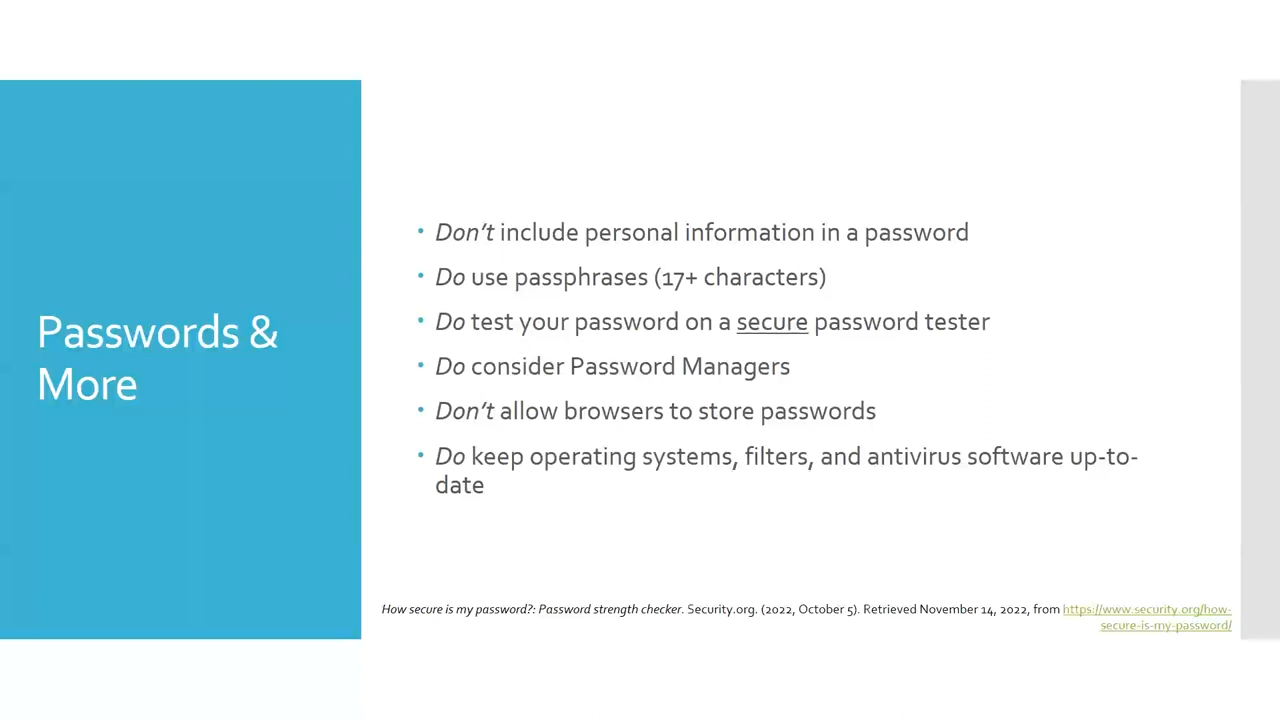 Passwords &
More
• Don’t include personal information in a password
• Do use passphrases (17+ characters)
• Do test your password on a secure password tester
• Do consider Password Managers
• Don’t allow browsers to store passwords
• Do keep operating systems, filters, and antivirus software up-to-
date
How secure is my password?: Password strength checker. Security.org. (2022, October 5). Retrieved November 14, 2022, from https://www.security.org/how-
secure-is-my-password/